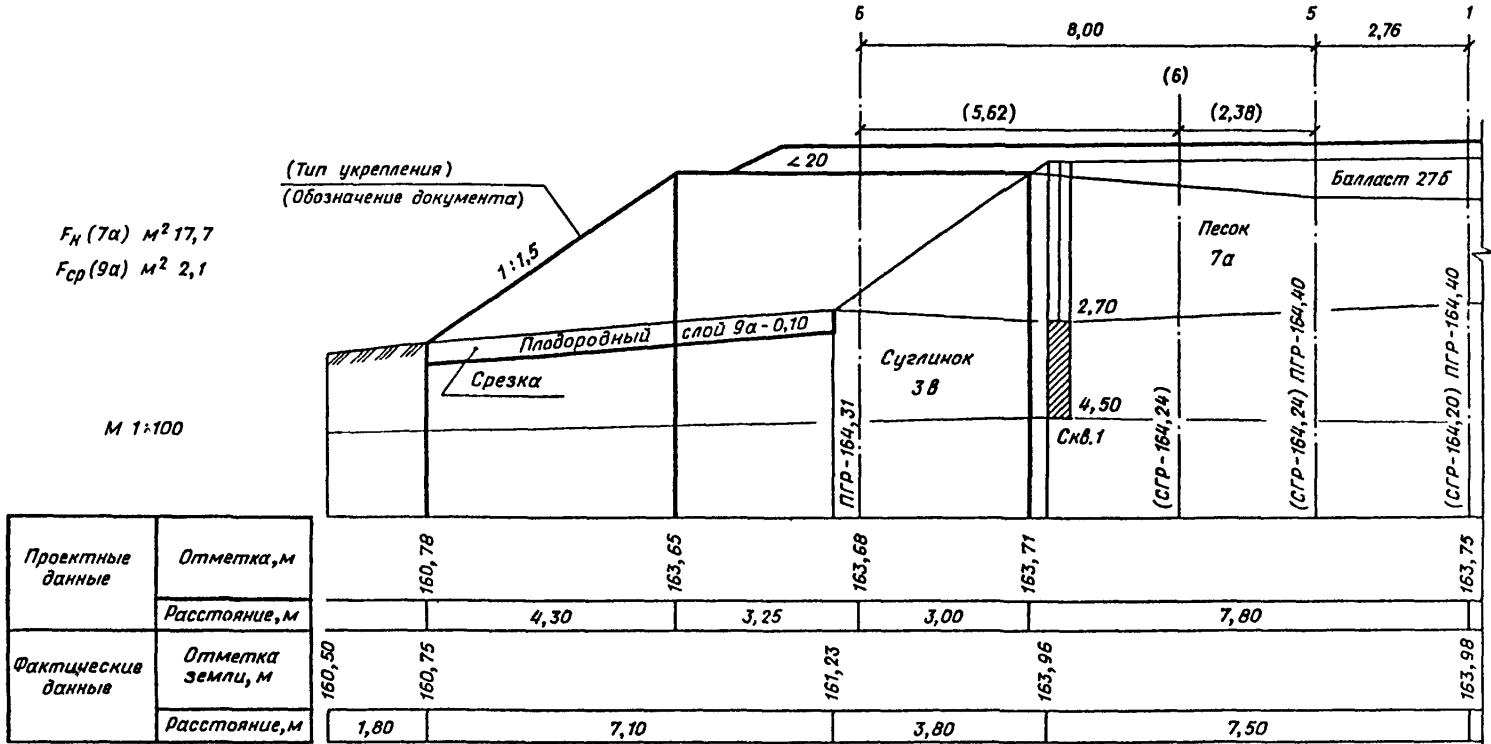 6
5
1
8,00
2,76
(6)
(5,62)
(2,38)
∠ 20
(Тип укрепления)
(Обозначение документа)
Балласт 27б
Fн (7а) м² 17,7
Fср (9а) м² 2,1
1:1,5
Песок
7а
2,70
Плодородный слой 9а - 0,10
Срезка
Суглинок
3в
4,50
Скв.1
М 1:100
ПГР-164,31
(СГР-164,24)
(СГР-164,24) ПГР-164,40
(СГР-164,20) ПГР-164,40
Проектные
данные
Отметка, м
160,78
163,65
163,68
163,71
163,75
Расстояние, м
4,30
3,25
3,00
7,80
Фактические
данные
Отметка
земли, м
160,50
160,75
161,23
163,96
163,98
Расстояние, м
1,80
7,10
3,80
7,50